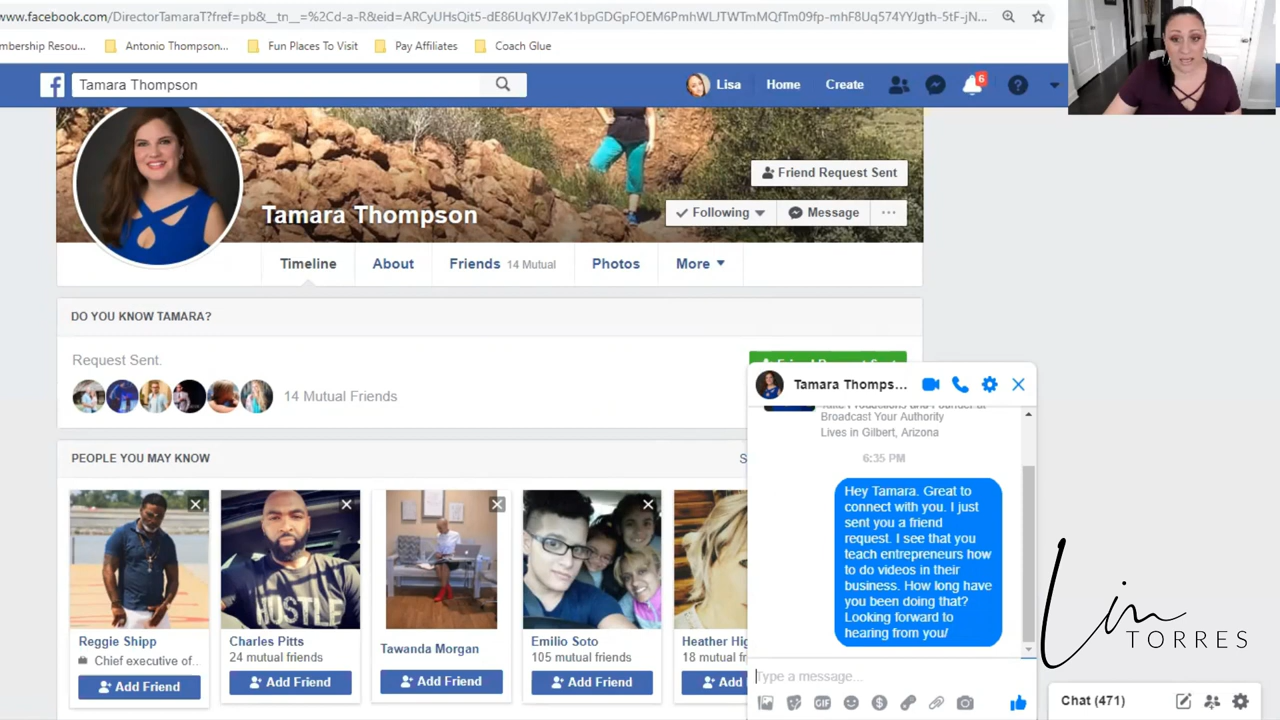 www.facebook.com/DirectorTamaraT?fref=pb&__tn__=%2Cd-a-R&eid=ARCyUHsQit5-dE86UqKVJ7eK1bpGDGpFOEM6PmhWLJTWTmMQfTm09fp-mhF8Uq574YYJgth-5tF-jN...
mbership Resou... Antonio Thompson... Fun Places To Visit Pay Affiliates Coach Glue
Tamara Thompson Lisa Home Create 6
Friend Request Sent
Tamara Thompson
Following Message
Timeline About Friends 14 Mutual Photos More
DO YOU KNOW TAMARA?
Request Sent.
14 Mutual Friends
PEOPLE YOU MAY KNOW
HUSTLE
Reggie Shipp
Chief executive of...
Add Friend
Charles Pitts
24 mutual friends
Add Friend
Tawanda Morgan
Add Friend
Emilio Soto
105 mutual friends
Add Friend
Heather Hig
18 mutual fr
Add
Tamara Thomps...
Broadcast Your Authority
Lives in Gilbert, Arizona
6:35 PM
Hey Tamara. Great to
connect with you. I just
sent you a friend
request. I see that you
teach entrepreneurs how
to do videos in their
business. How long have
you been doing that?
Looking forward to
hearing from you/
Type a message...
GIF
TORRES
Chat (471)